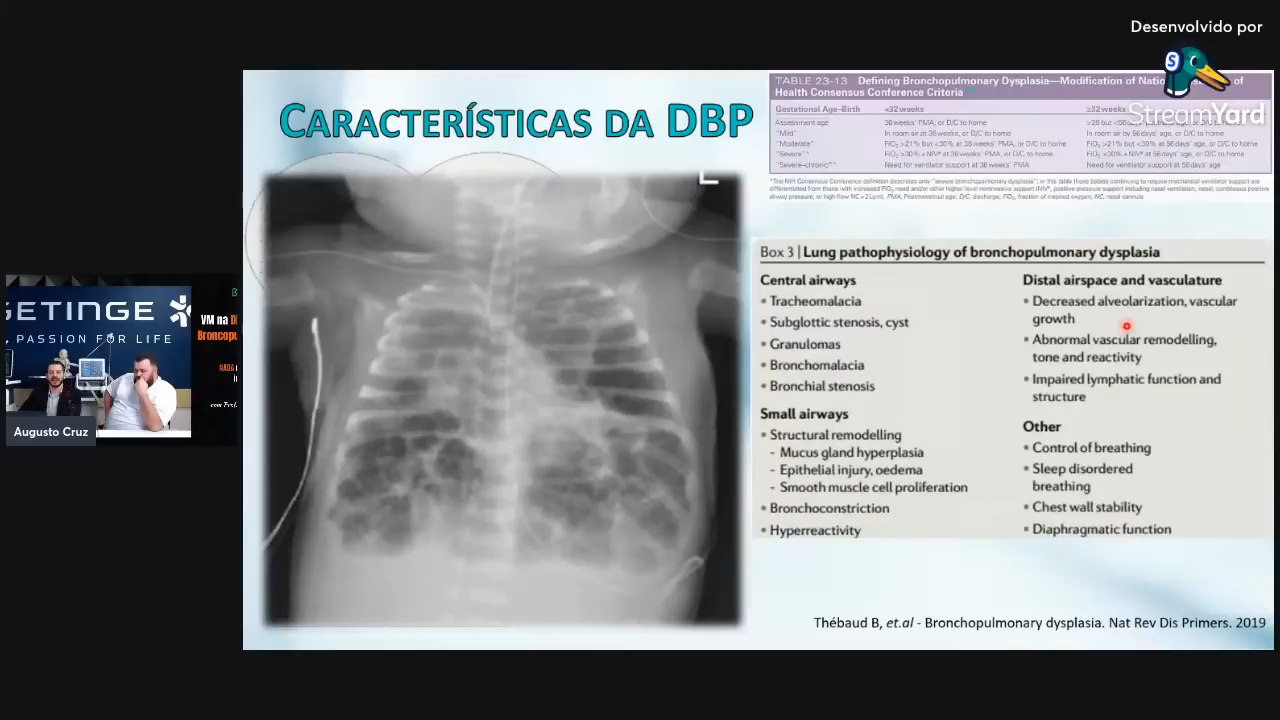 Desenvolvido por
StreamYard
CARACTERÍSTICAS DA DBP
L
TABLE 23-13 Defining Bronchopulmonary Dysplasia—Modification of of
Health Consensus Conference Criteria
Gestational Age–Birth <32 weeks ≥32 weeks
Assessment age 36 weeks' PMA, or D/C to home
"Mild" In room air at 36 weeks, or D/C to home In room air by 56 days' age, or D/C to home
"Moderate" FiO₂ >21% but <30% at 36 weeks' PMA, or D/C to home FiO₂ >21% but <30% at 56 days' age, or D/C to home
"Severe" FiO₂ >30% + NIV* at 36 weeks' PMA, or D/C to home FiO₂ >30% + NIV* at 56 days' age, or D/C to home
"Severe-chronic" Need for ventilator support at 36 weeks' PMA Need for ventilator support at 56 days' age
Box 3 | Lung pathophysiology of bronchopulmonary dysplasia
Central airways
• Tracheomalacia
• Subglottic stenosis, cyst
• Granulomas
• Bronchomalacia
• Bronchial stenosis
Small airways
• Structural remodelling
- Mucus gland hyperplasia
- Epithelial injury, oedema
- Smooth muscle cell proliferation
• Bronchoconstriction
• Hyperreactivity
Distal airspace and vasculature
• Decreased alveolarization, vascular
growth
• Abnormal vascular remodelling,
tone and reactivity
• Impaired lymphatic function and
structure
Other
• Control of breathing
• Sleep disordered
breathing
• Chest wall stability
• Diaphragmatic function
Thébaud B, et.al - Bronchopulmonary dysplasia. Nat Rev Dis Primers. 2019
GETINGE
PASSION FOR LIFE
Augusto Cruz
VM na